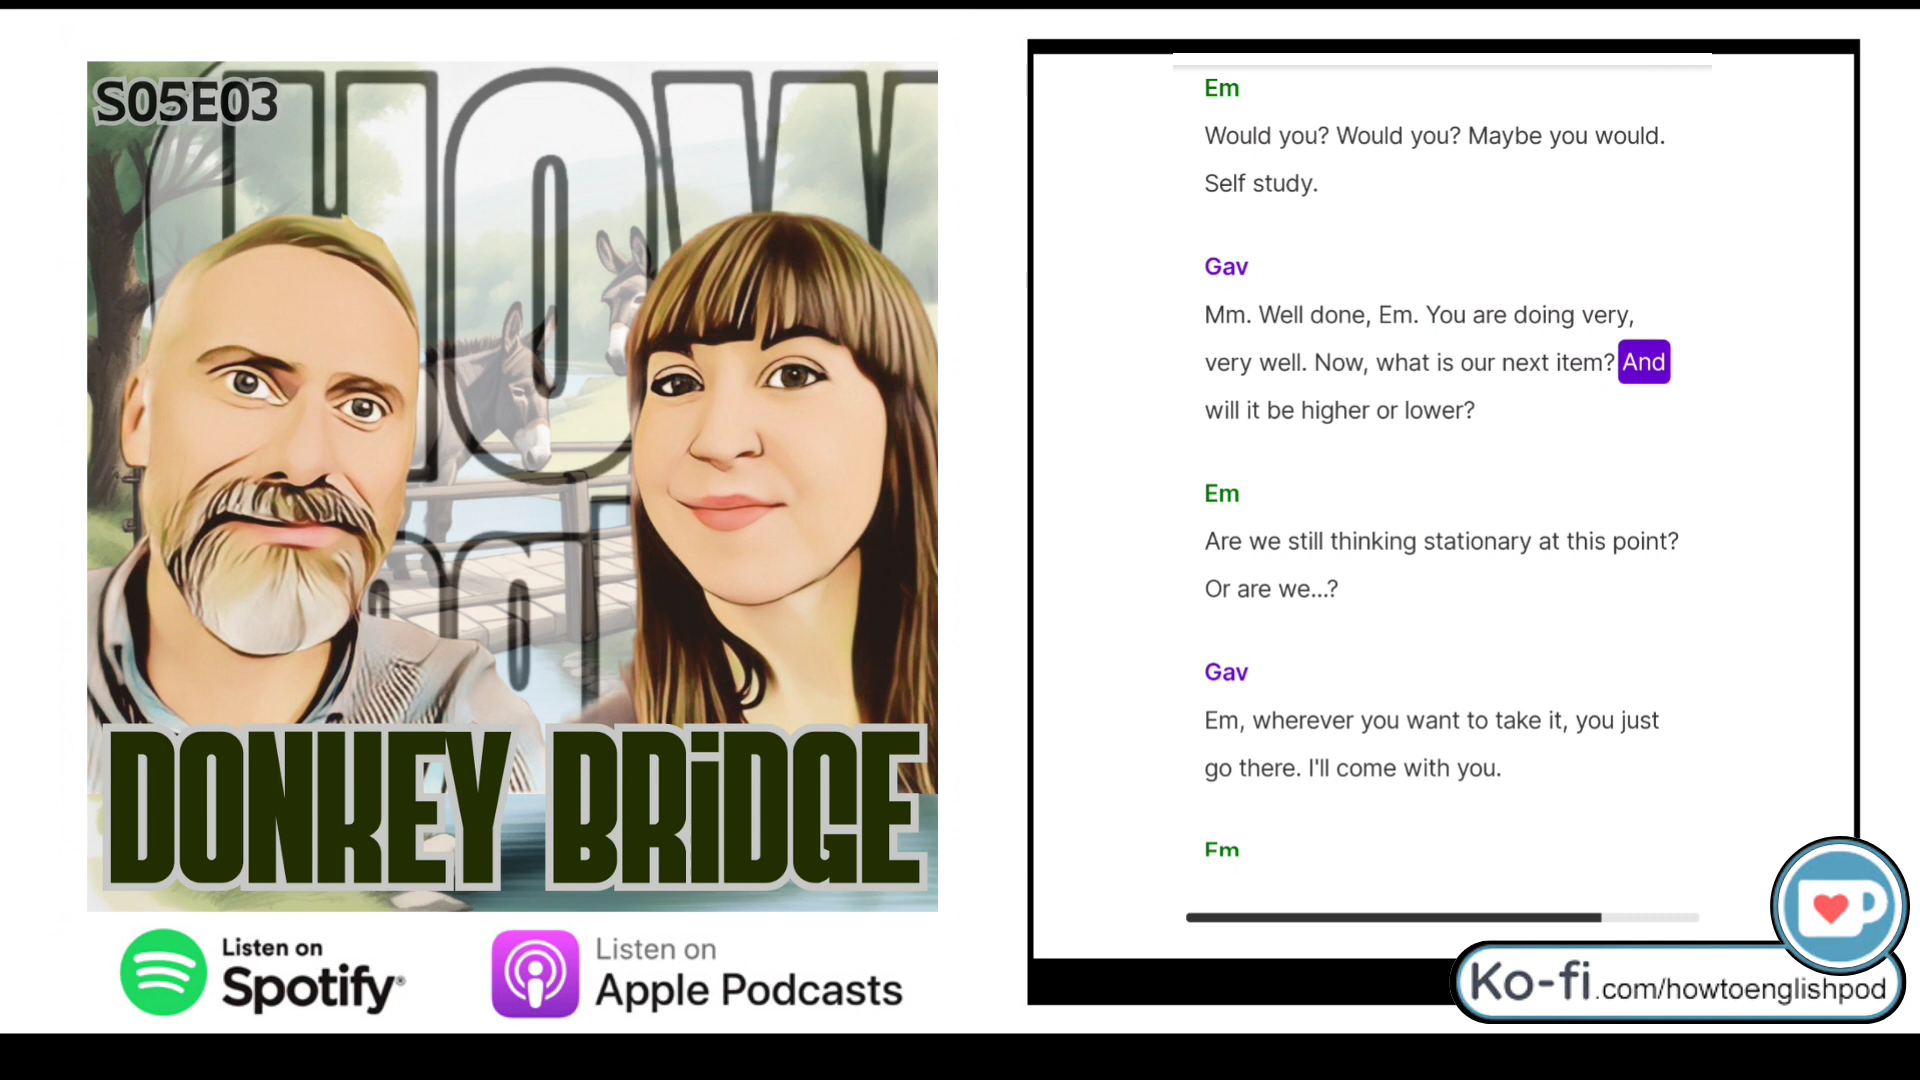 S05E03
HOW
DONKEY BRiDGE
Listen on
Spotify®
Listen on
Apple Podcasts
Em
Would you? Would you? Maybe you would.
Self study.
Gav
Mm. Well done, Em. You are doing very,
very well. Now, what is our next item? And
will it be higher or lower?
Em
Are we still thinking stationary at this point?
Or are we...?
Gav
Em, wherever you want to take it, you just
go there. I'll come with you.
Em
Ko-fi.com/howtoenglishpod